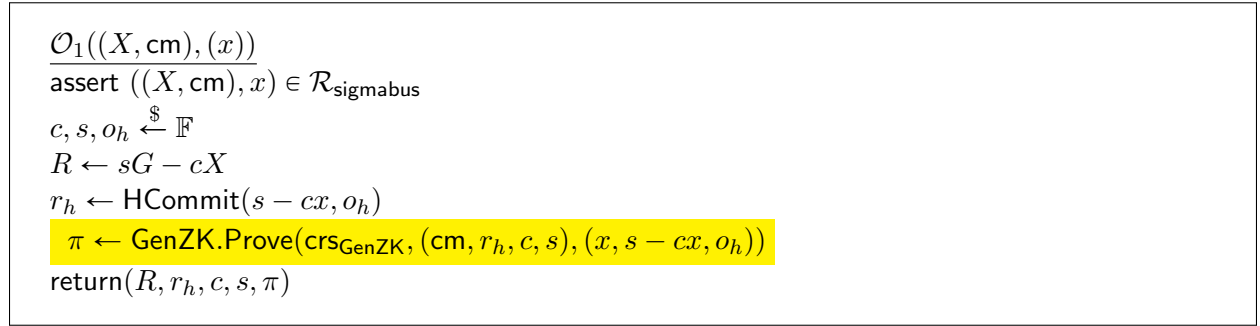 𝒪₁((X, cm), (x))
assert ((X, cm), x) ∈ ℛ_sigmabus
c, s, o_h ←$ 𝔽
R ← sG − cX
r_h ← HCommit(s − cx, o_h)
π ← GenZK.Prove(crs_GenZK, (cm, r_h, c, s), (x, s − cx, o_h))
return(R, r_h, c, s, π)